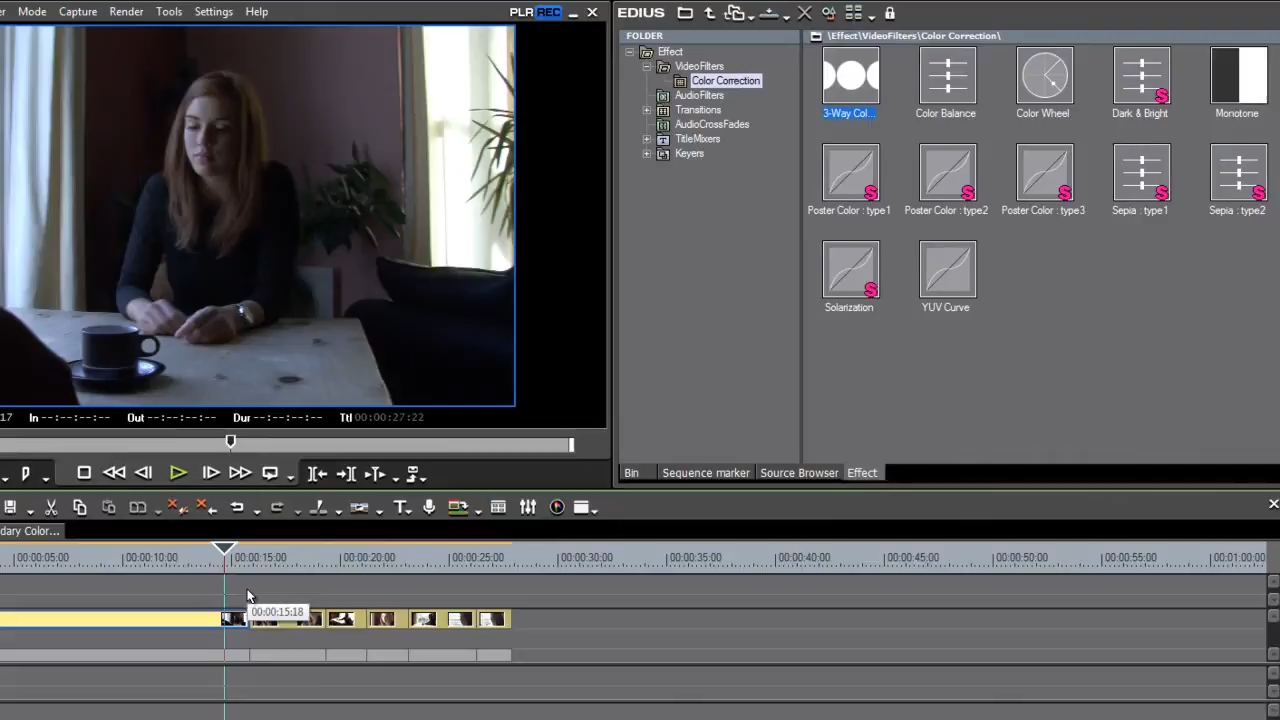 er Mode Capture Render Tools Settings Help PLR REC
EDIUS
FOLDER
\Effect\VideoFilters\Color Correction\
Effect
VideoFilters
Color Correction
AudioFilters
Transitions
AudioCrossFades
TitleMixers
Keyers
3-Way Col... Color Balance Color Wheel Dark & Bright Monotone
S
S S S S S
Poster Color : type1 Poster Color : type2 Poster Color : type3 Sepia : type1 Sepia : type2
S
Solarization YUV Curve
17 In --:--:--:-- Out --:--:--:-- Dur --:--:--:-- Ttl 00:00:27:22
Bin Sequence marker Source Browser Effect
T
dary Color...
00:00:05:00 00:00:10:00 00:00:15:00 00:00:20:00 00:00:25:00 00:00:30:00 00:00:35:00 00:00:40:00 00:00:45:00 00:00:50:00 00:00:55:00 00:01:00:00
00:00:15:18